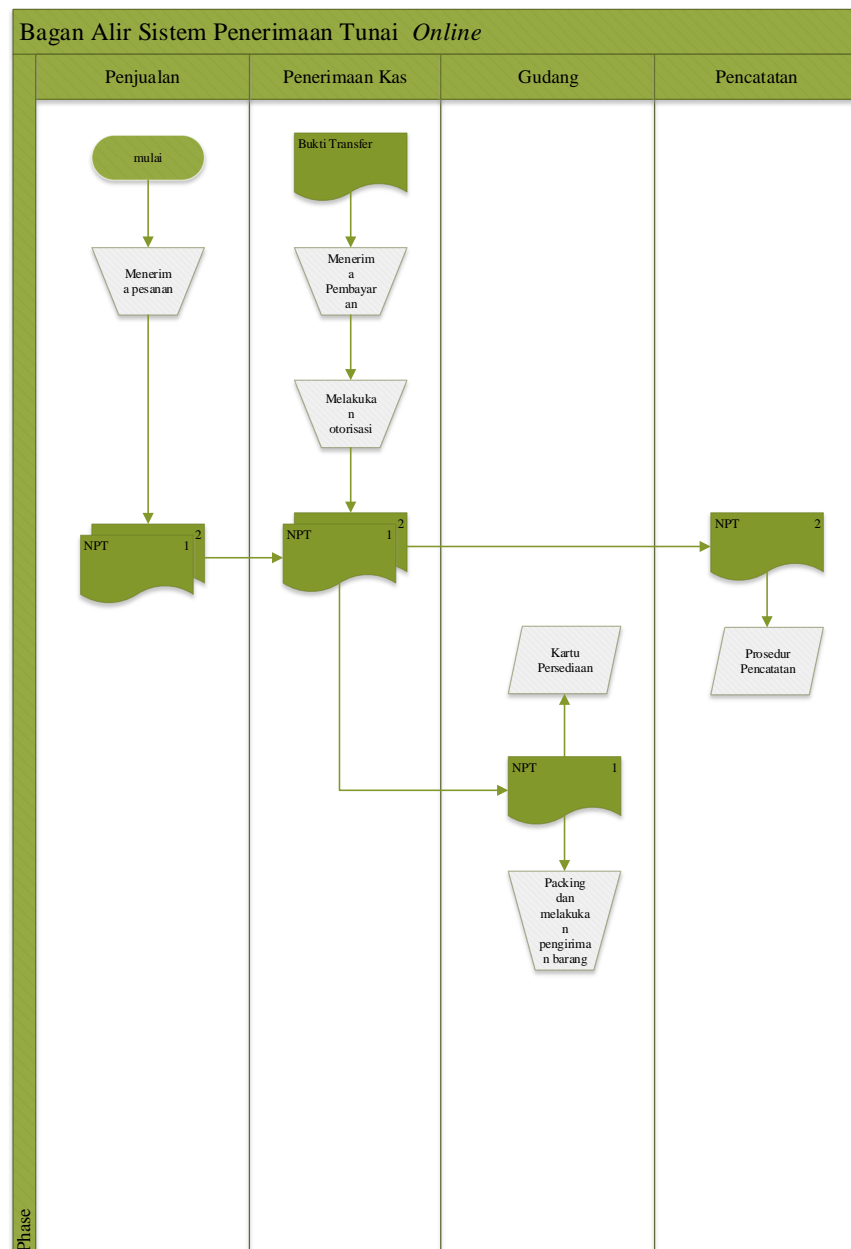 Bagan Alir Sistem Penerimaan Tunai Online
Penjualan
Penerimaan Kas
Gudang
Pencatatan
mulai
Bukti Transfer
Menerim
a pesanan
Menerim
a
Pembayar
an
Melakuka
n
otorisasi
2
NPT 1
2
NPT 1
NPT 2
Kartu
Persediaan
Prosedur
Pencatatan
NPT 1
Packing
dan
melakuka
n
pengirima
n barang
Phase